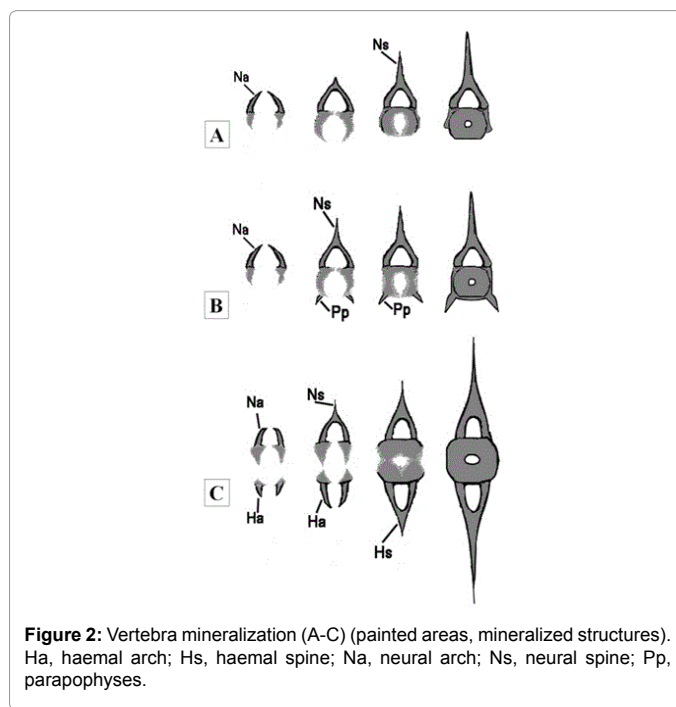 Ns
Na
A
Ns
Na
Pp
Pp
B
Ns
Na
C
Ha
Ha
Hs
Figure 2: Vertebra mineralization (A-C) (painted areas, mineralized structures).
Ha, haemal arch; Hs, haemal spine; Na, neural arch; Ns, neural spine; Pp,
parapophyses.